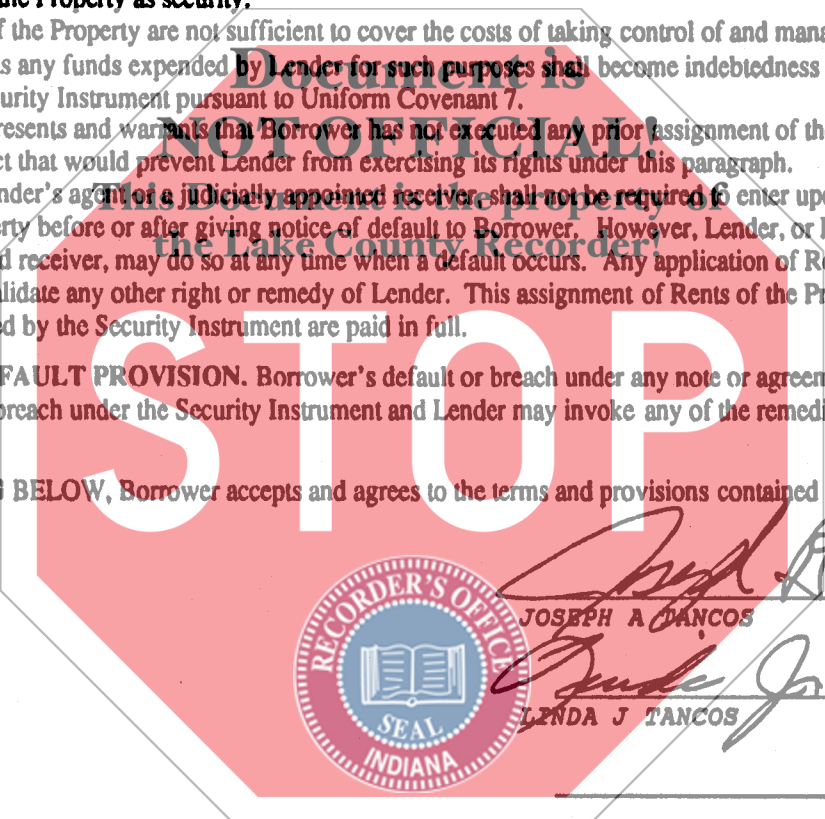 the Property as security.
f the Property are not sufficient to cover the costs of taking control of and mana
s any funds expended by Lender for such purposes shall become indebtedness
urity Instrument pursuant to Uniform Covenant 7.
resents and warrants that Borrower has not executed any prior assignment of th
ct that would prevent Lender from exercising its rights under this paragraph.
nder's agent or a judicially appointed receiver, shall not be required to enter up
rty before or after giving notice of default to Borrower. However, Lender, or
d receiver, may do so at any time when a default occurs. Any application of R
lidate any other right or remedy of Lender. This assignment of Rents of the Pr
ed by the Security Instrument are paid in full.
Document is
NOT OFFICIAL!
This Document is the property of
the Lake County Recorder!
STOP
FAULT PROVISION. Borrower's default or breach under any note or agreem
breach under the Security Instrument and Lender may invoke any of the remedi
G BELOW, Borrower accepts and agrees to the terms and provisions contained
Joseph
JOSEPH A TANCOS
Linda J
LINDA J TANCOS
RECORDER'S OFFICE
SEAL
INDIANA